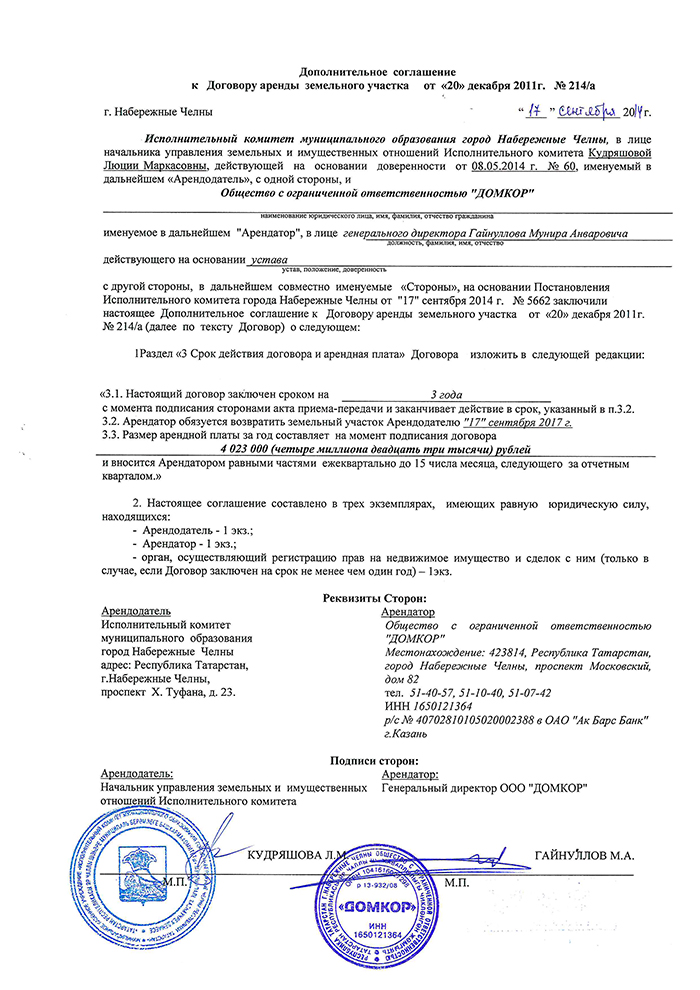 Дополнительное соглашение
к Договору аренды земельного участка от «20» декабря 2011г. № 214/а
г. Набережные Челны “ 17 ” сентября 2014 г.
Исполнительный комитет муниципального образования город Набережные Челны, в лице
начальника управления земельных и имущественных отношений Исполнительного комитета Кудряшовой
Люции Маркасовны, действующей на основании доверенности от 08.05.2014 г. № 60, именуемый в
дальнейшем «Арендодатель», с одной стороны, и
Общество с ограниченной ответственностью "ДОМКОР"
наименование юридического лица, имя, фамилия, отчество гражданина
именуемое в дальнейшем "Арендатор", в лице генерального директора Гайнуллова Мунира Анваровича
должность, фамилия, имя, отчество
действующего на основании устава
устав, положение, доверенность
с другой стороны, в дальнейшем совместно именуемые «Стороны», на основании Постановления
Исполнительного комитета города Набережные Челны от "17" сентября 2014 г. № 5662 заключили
настоящее Дополнительное соглашение к Договору аренды земельного участка от «20» декабря 2011г.
№ 214/а (далее по тексту Договор) о следующем:
1Раздел «3 Срок действия договора и арендная плата» Договора изложить в следующей редакции:
«3.1. Настоящий договор заключен сроком на 3 года
с момента подписания сторонами акта приема-передачи и заканчивает действие в срок, указанный в п.3.2.
3.2. Арендатор обязуется возвратить земельный участок Арендодателю "17" сентября 2017 г.
3.3. Размер арендной платы за год составляет на момент подписания договора
4 023 000 (четыре миллиона двадцать три тысячи) рублей
и вносится Арендатором равными частями ежеквартально до 15 числа месяца, следующего за отчетным
кварталом.»
2. Настоящее соглашение составлено в трех экземплярах, имеющих равную юридическую силу,
находящихся:
- Арендодатель - 1 экз.;
- Арендатор - 1 экз.;
- орган, осуществляющий регистрацию прав на недвижимое имущество и сделок с ним (только в
случае, если Договор заключен на срок не менее чем один год) – 1экз.
Реквизиты Сторон:
Арендодатель
Исполнительный комитет
муниципального образования
город Набережные Челны
адрес: Республика Татарстан,
г.Набережные Челны,
проспект Х. Туфана, д. 23.
Арендатор
Общество с ограниченной ответственностью
"ДОМКОР"
Местонахождение: 423814, Республика Татарстан,
город Набережные Челны, проспект Московский,
дом 82
тел. 51-40-57, 51-10-40, 51-07-42
ИНН 1650121364
р/с № 40702810105020002388 в ОАО "Ак Барс Банк"
г.Казань
Подписи сторон:
Арендодатель:
Начальник управления земельных и имущественных
отношений Исполнительного комитета
КУДРЯШОВА Л.М.
М.П.
Арендатор:
Генеральный директор ООО "ДОМКОР"
ГАЙНУЛЛОВ М.А.
М.П.
р 13-932/08
«ДОМКОР»
ИНН
1650121364